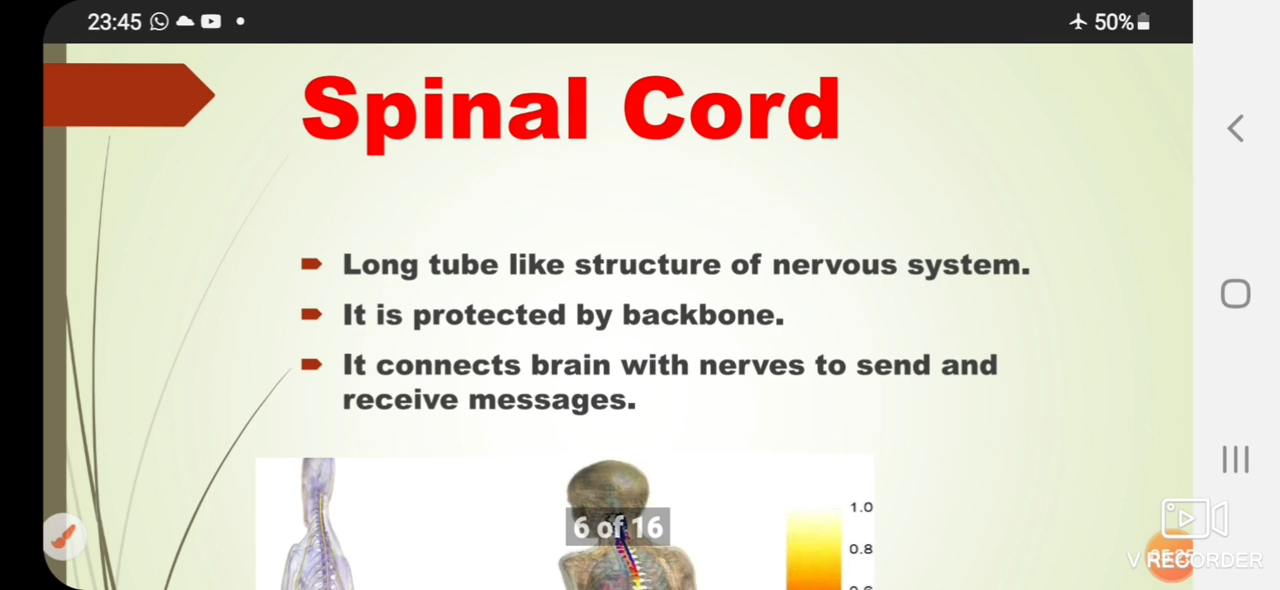 23:45
50%
Spinal Cord
Long tube like structure of nervous system.
It is protected by backbone.
It connects brain with nerves to send and
receive messages.
1.0
6 of 16
0.8
V RECORDER